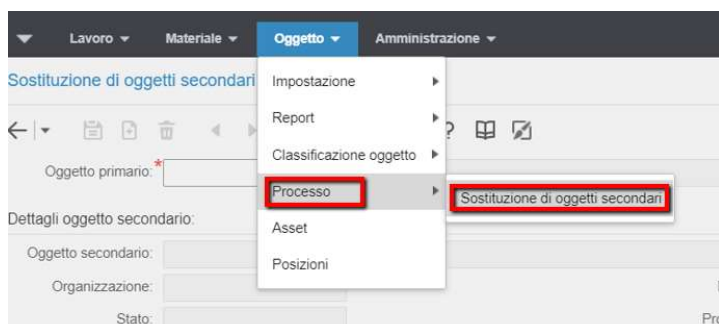 Lavoro Materiale Oggetto Amministrazione
Sostituzione di oggetti secondari
Impostazione
Report
?
Classificazione oggetto
Oggetto primario:*
Processo
Sostituzione di oggetti secondari
Dettagli oggetto secondario:
Asset
Oggetto secondario:
Posizioni
Organizzazione:
Stato:
Pro